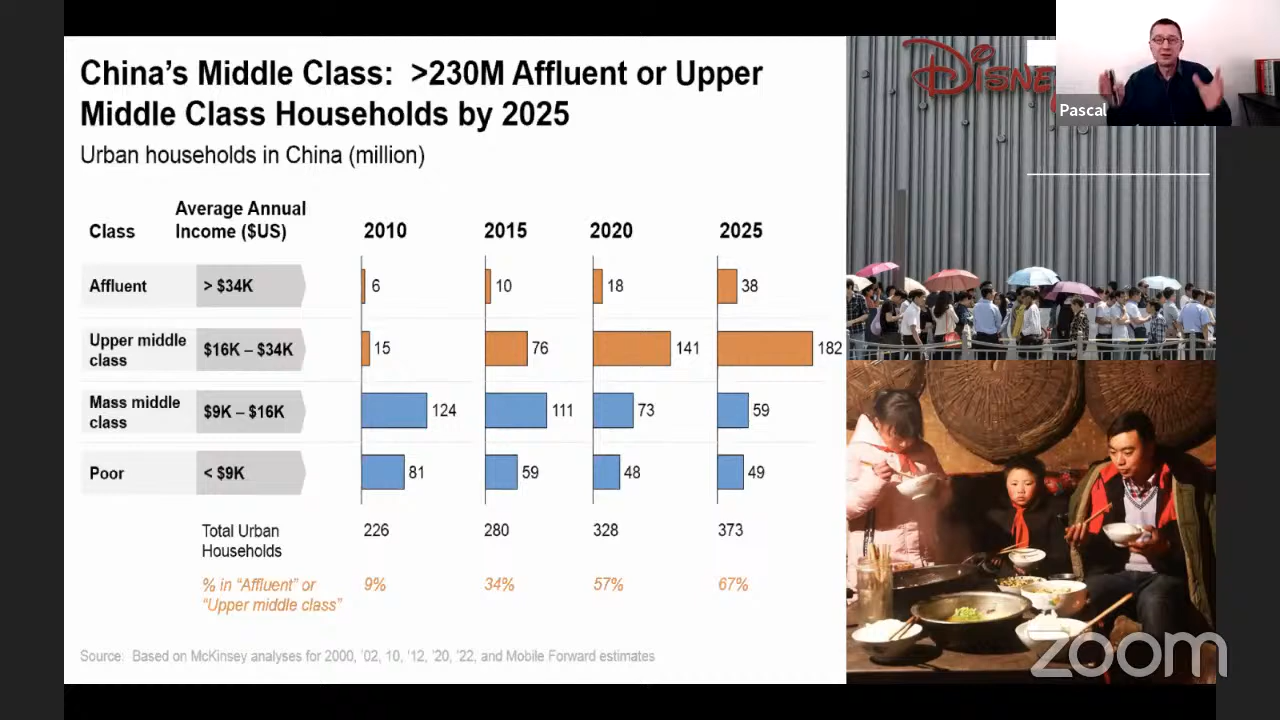 China's Middle Class: >230M Affluent or Upper
Middle Class Households by 2025
Urban households in China (million)
Class
Average Annual
Income ($US)
2010
2015
2020
2025
Affluent
> $34K
6
10
18
38
Upper middle
class
$16K – $34K
15
76
141
182
Mass middle
class
$9K – $16K
124
111
73
59
Poor
< $9K
81
59
48
49
Total Urban
Households
226
280
328
373
% in “Affluent” or
“Upper middle class”
9%
34%
57%
67%
Source: Based on McKinsey analyses for 2000, '02, 10, '12, '20, '22, and Mobile Forward estimates
Disne
Pascal
zoom